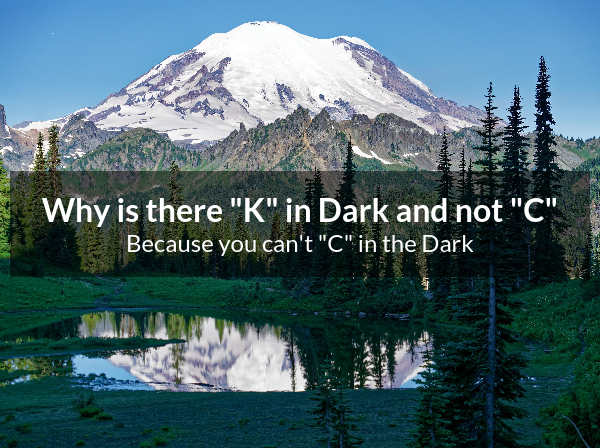 Why is there "K" in Dark and not "C"
Because you can't "C" in the Dark